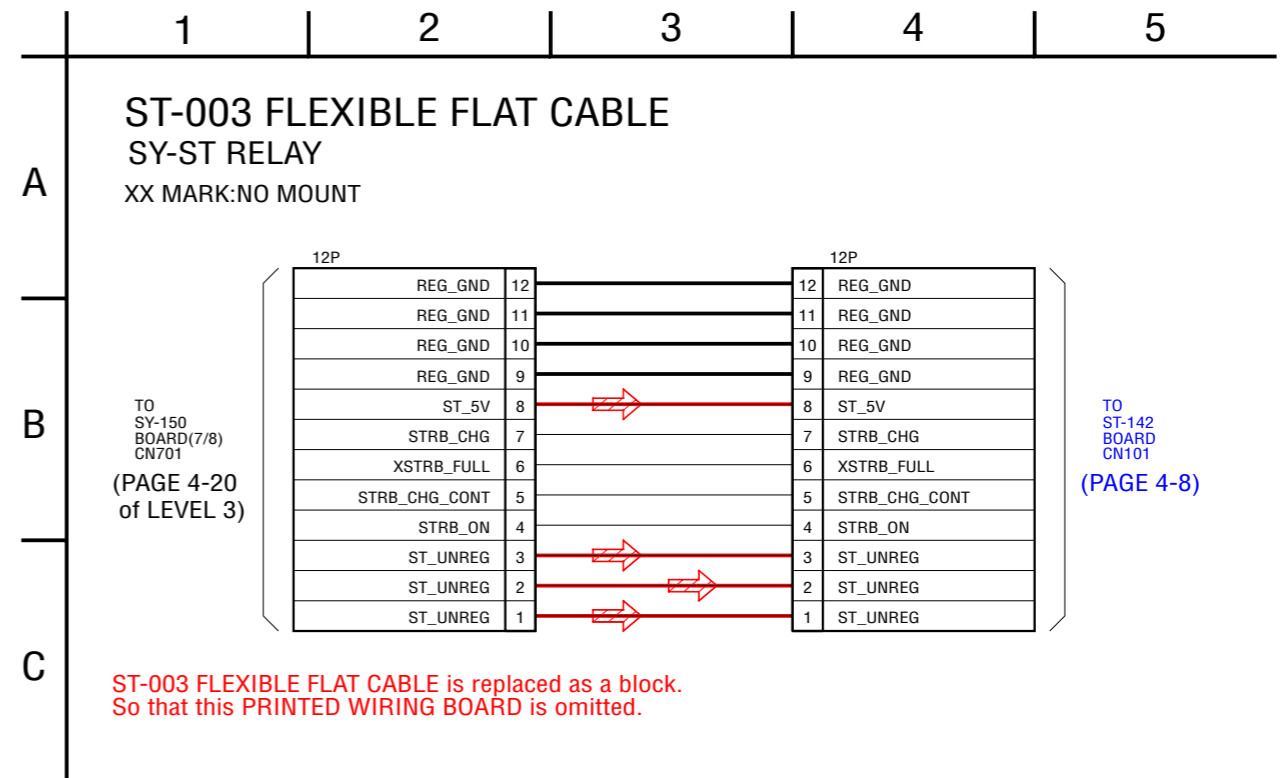 1 2 3 4 5
ST-003 FLEXIBLE FLAT CABLE
SY-ST RELAY
A
XX MARK:NO MOUNT
12P 12P
REG_GND 12 12 REG_GND
REG_GND 11 11 REG_GND
REG_GND 10 10 REG_GND
REG_GND 9 9 REG_GND
ST_5V 8 8 ST_5V
STRB_CHG 7 7 STRB_CHG
XSTRB_FULL 6 6 XSTRB_FULL
STRB_CHG_CONT 5 5 STRB_CHG_CONT
STRB_ON 4 4 STRB_ON
ST_UNREG 3 3 ST_UNREG
ST_UNREG 2 2 ST_UNREG
ST_UNREG 1 1 ST_UNREG
B
TO
SY-150
BOARD(7/8)
CN701
(PAGE 4-20
of LEVEL 3)
TO
ST-142
BOARD
CN101
(PAGE 4-8)
C
ST-003 FLEXIBLE FLAT CABLE is replaced as a block.
So that this PRINTED WIRING BOARD is omitted.